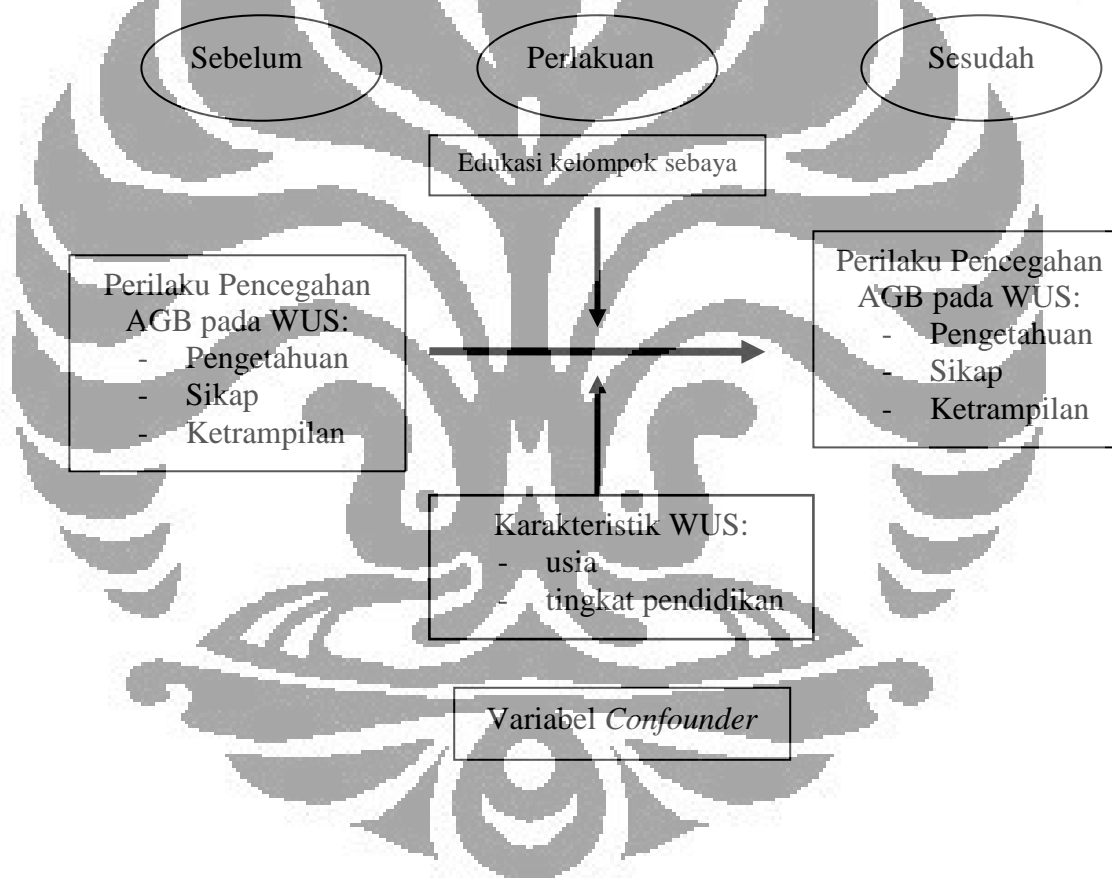 Sebelum
Perlakuan
Sesudah
Edukasi kelompok sebaya
Perilaku Pencegahan
AGB pada WUS:
- Pengetahuan
- Sikap
- Ketrampilan
Perilaku Pencegahan
AGB pada WUS:
- Pengetahuan
- Sikap
- Ketrampilan
Karakteristik WUS:
- usia
- tingkat pendidikan
Variabel Confounder